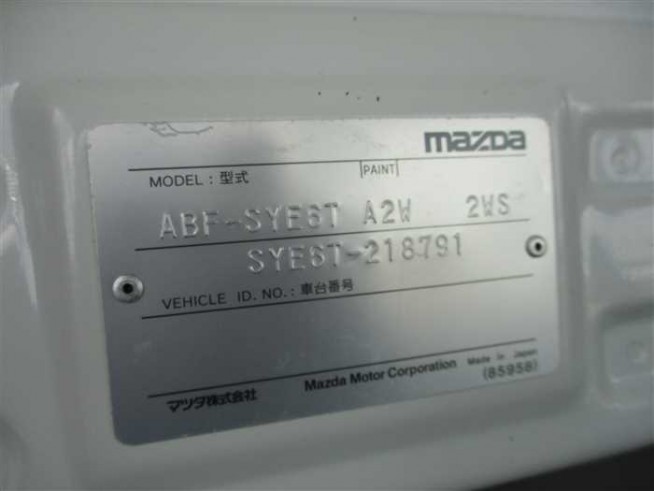 mazda
MODEL : 型式 PAINT
ABF-SYE6T A2W 2WS
SYE6T-218791
VEHICLE ID. NO. : 車台番号
マツダ株式会社 Mazda Motor Corporation Made in Japan
(85958)